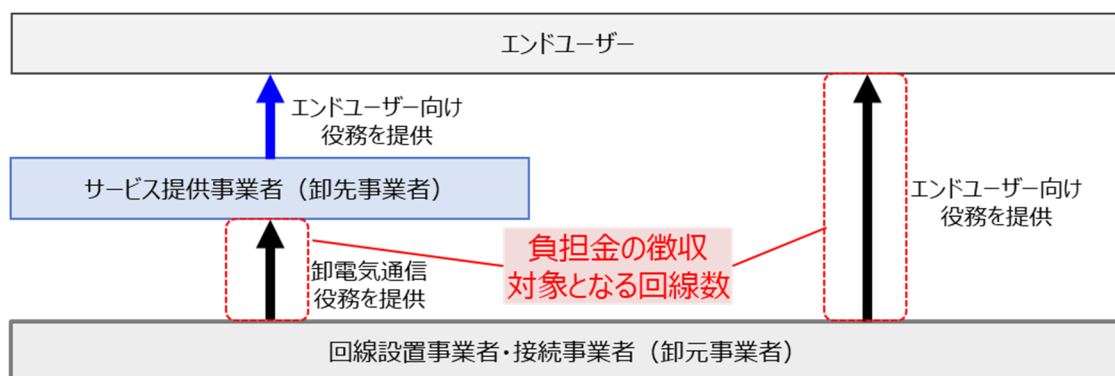 エンドユーザー
エンドユーザー向け
役務を提供
サービス提供事業者（卸先事業者）
エンドユーザー向け
役務を提供
負担金の徴収
対象となる回線数
卸電気通信
役務を提供
回線設置事業者・接続事業者（卸元事業者）